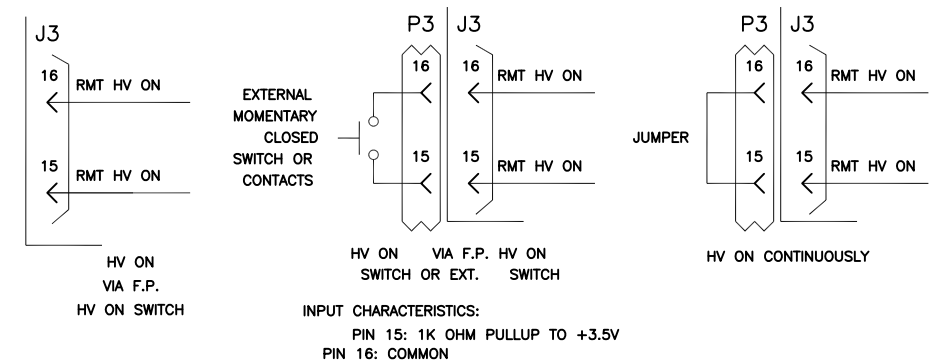 J3
16
RMT HV ON
15
RMT HV ON
HV ON
VIA F.P.
HV ON SWITCH
P3 J3
EXTERNAL
MOMENTARY
CLOSED
SWITCH OR
CONTACTS
16 16
RMT HV ON
15 15
RMT HV ON
HV ON VIA F.P. HV ON
SWITCH OR EXT. SWITCH
P3 J3
JUMPER
16 16
RMT HV ON
15 15
RMT HV ON
HV ON CONTINUOUSLY
INPUT CHARACTERISTICS:
PIN 15: 1K OHM PULLUP TO +3.5V
PIN 16: COMMON